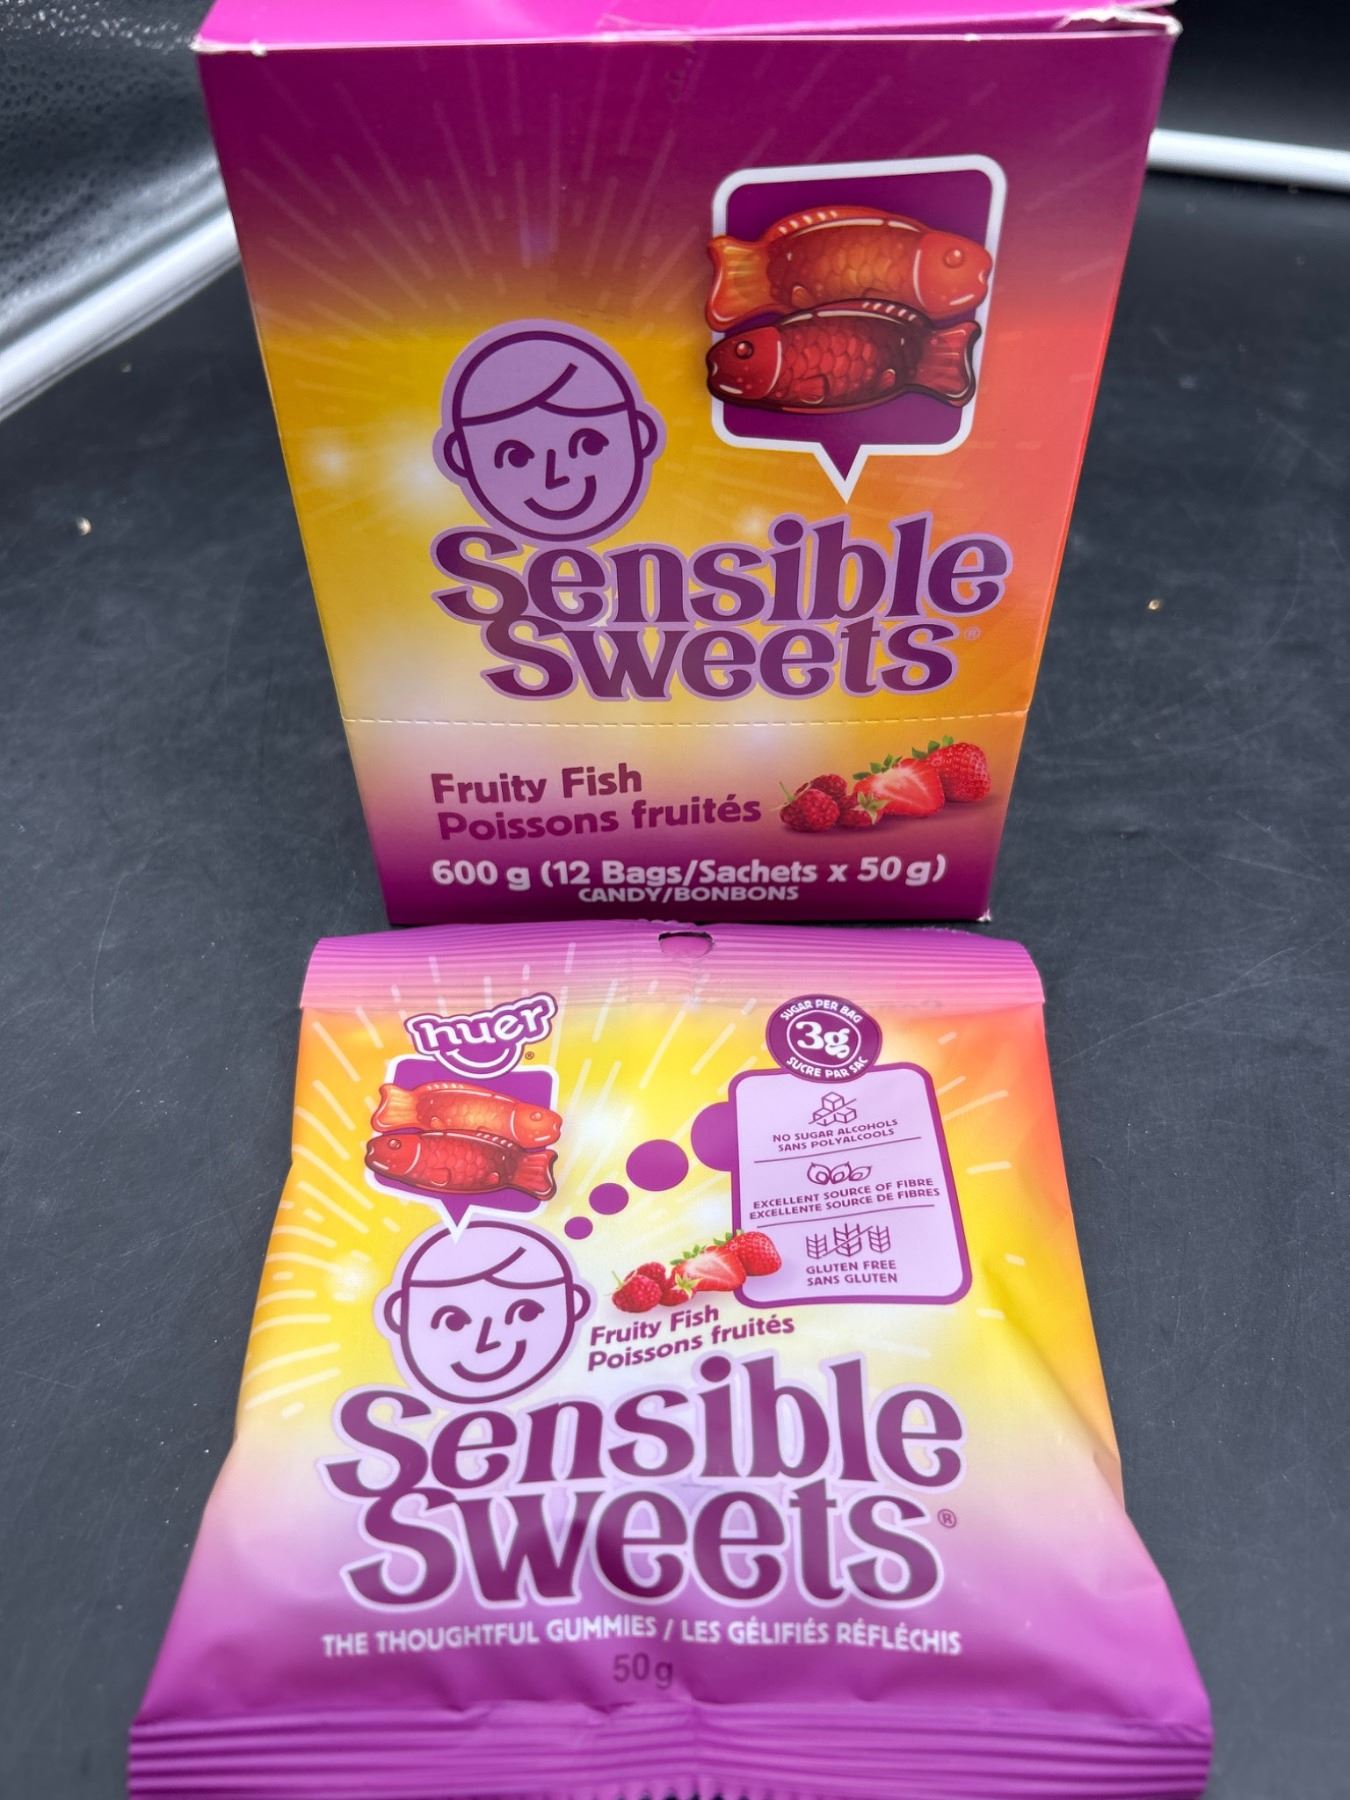 Sensible
Sweets®
Fruity Fish
Poissons fruités
600 g (12 Bags/Sachets x 50 g)
CANDY/BONBONS
huer®
SUGAR PER BAG
3g
SUCRE PAR SAC
NO SUGAR ALCOHOLS
SANS POLYALCOOLS
EXCELLENT SOURCE OF FIBRE
EXCELLENTE SOURCE DE FIBRES
GLUTEN FREE
SANS GLUTEN
Fruity Fish
Poissons fruités
Sensible
Sweets®
THE THOUGHTFUL GUMMIES / LES GÉLIFIÉS RÉFLÉCHIS
50 g